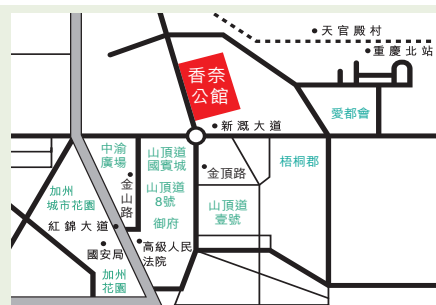 天官殿村
重慶北站
香奈
公館
愛都會
新溉大道
中渝
廣場
山頂道
國賓城
金頂路
梧桐郡
加州
城市花園
金山路
山頂道
8號
山頂道
壹號
紅錦大道
御府
國安局
高級人民
法院
加州
花園